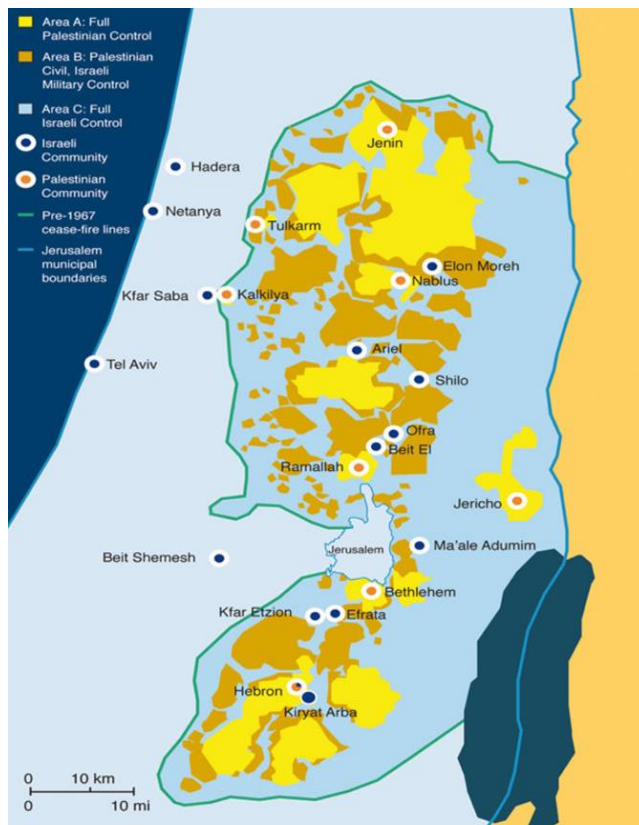 Area A: Full
Palestinian Control
Area B: Palestinian
Civil, Israeli
Military Control
Area C: Full
Israeli Control
Israeli
Community
Palestinian
Community
Pre-1967
cease-fire lines
Jerusalem
municipal
boundaries
Jenin
Hadera
Netanya
Tulkarm
Elon Moreh
Nablus
Kfar Saba
Kalkilya
Ariel
Tel Aviv
Shilo
Ofra
Beit El
Ramallah
Jericho
Jerusalem
Ma'ale Adumim
Beit Shemesh
Bethlehem
Kfar Etzion
Efrata
Hebron
Kiryat Arba
0 10 km
0 10 mi